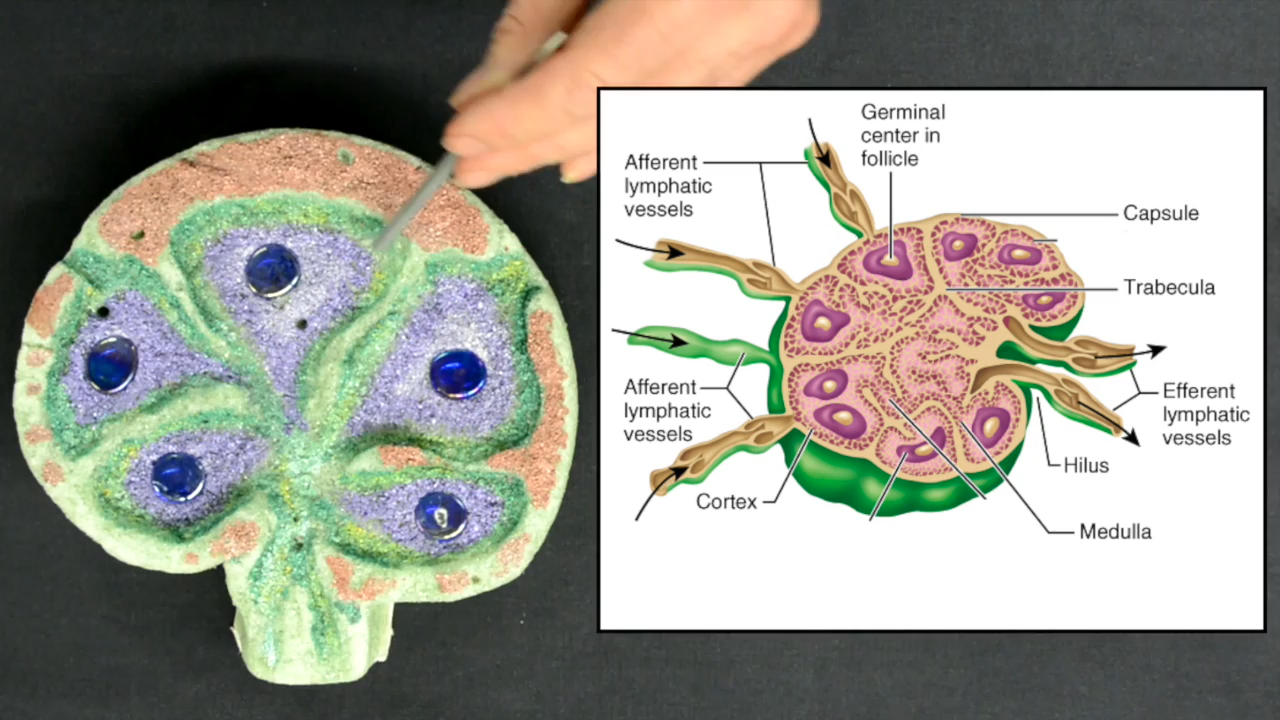 Germinal
center in
follicle
Afferent
lymphatic
vessels
Capsule
Trabecula
Afferent
lymphatic
vessels
Efferent
lymphatic
vessels
Hilus
Cortex
Medulla